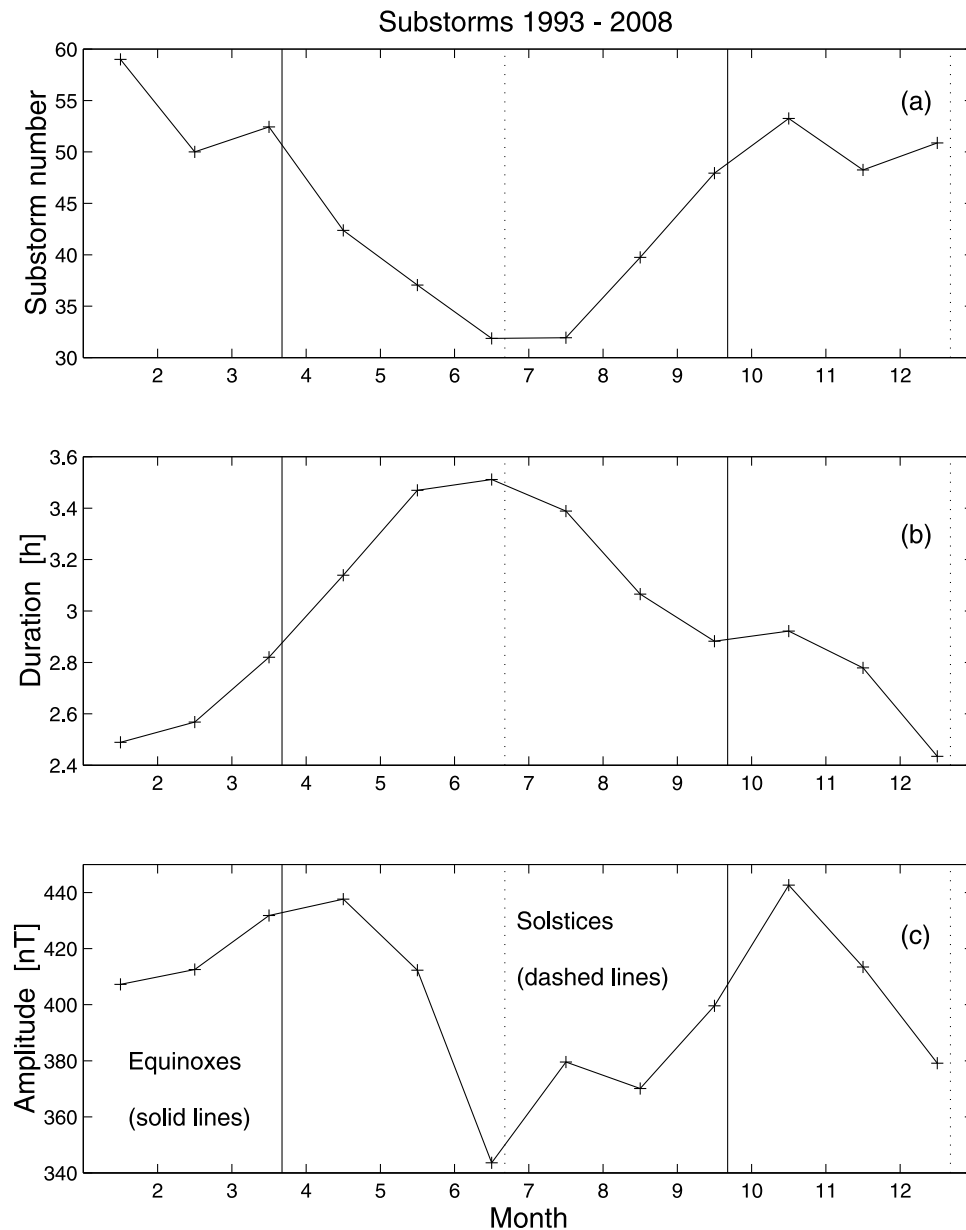 Substorms 1993 - 2008
60
55
50
45
40
35
30
Substorm number
(a)
2 3 4 5 6 7 8 9 10 11 12
3.6
3.4
3.2
3
2.8
2.6
2.4
Duration [h]
(b)
2 3 4 5 6 7 8 9 10 11 12
440
420
400
380
360
340
Amplitude [nT]
Solstices
(dashed lines)
(c)
Equinoxes
(solid lines)
2 3 4 5 6 7 8 9 10 11 12
Month